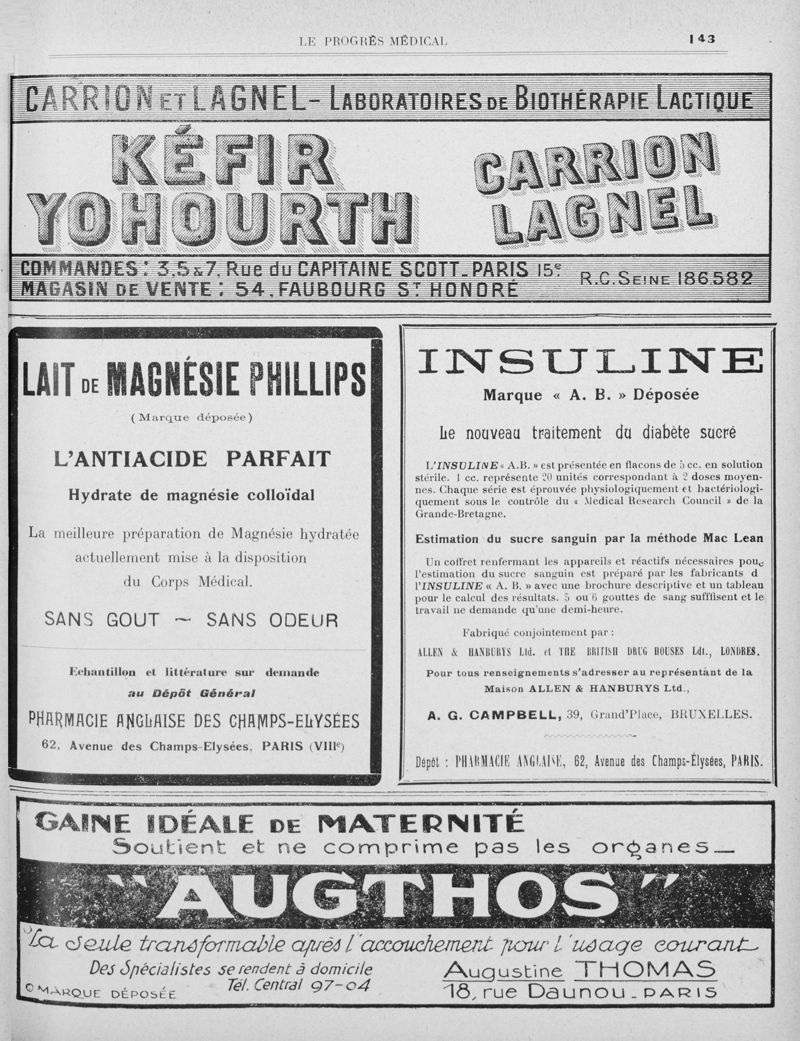 LE PROGRÈS MÉDICAL 143
CARRION ET LAGNEL - LABORATOIRES DE BIOTHÉRAPIE LACTIQUE
KÉFIR
YOHOURTH
CARRION
LAGNEL
COMMANDES : 3, 5 & 7, Rue du CAPITAINE SCOTT_PARIS 15e
MAGASIN DE VENTE : 54, FAUBOURG ST HONORÉ
R.C. SEINE 186582
LAIT DE MAGNÉSIE PHILLIPS
(Marque déposée)
L'ANTIACIDE PARFAIT
Hydrate de magnésie colloïdal
La meilleure préparation de Magnésie hydratée
actuellement mise à la disposition
du Corps Médical.
SANS GOUT — SANS ODEUR
Echantillon et littérature sur demande
au Dépôt Général
PHARMACIE ANGLAISE DES CHAMPS-ELYSÉES
62, Avenue des Champs-Elysées, PARIS (VIIIe)
INSULINE
Marque « A. B. » Déposée
Le nouveau traitement du diabète sucré
L'INSULINE « A.B. » est présentée en flacons de 5 cc. en solution
stérile. 1 cc. représente 20 unités correspondant à 2 doses moyen-
nes. Chaque série est éprouvée physiologiquement et bactériologi-
quement sous le contrôle du « Medical Research Council » de la
Grande-Bretagne.
Estimation du sucre sanguin par la méthode Mac Lean
Un coffret renfermant les appareils et réactifs nécessaires pou
l'estimation du sucre sanguin est préparé par les fabricants d
l'INSULINE « A. B. » avec une brochure descriptive et un tableau
pour le calcul des résultats. 5 ou 6 gouttes de sang suffisent et le
travail ne demande qu'une demi-heure.
Fabriqué conjointement par :
ALLEN & HANBURYS Ltd. et THE BRITISH DRUG HOUSES Ldt., LONDRES.
Pour tous renseignements s'adresser au représentant de la
Maison ALLEN & HANBURYS Ltd.,
A. G. CAMPBELL, 39, Grand'Place, BRUXELLES.
Dépôt : PHARMACIE ANGLAISE, 62, Avenue des Champs-Élysées, PARIS.
GAINE IDÉALE DE MATERNITÉ
Soutient et ne comprime pas les organes_
"AUGTHOS"
La seule transformable après l'accouchement pour l'usage courant
Des Spécialistes se rendent à domicile
Tél. Central 97-04
MARQUE DÉPOSÉE
Augustine THOMAS
18, rue Daunou_PARIS